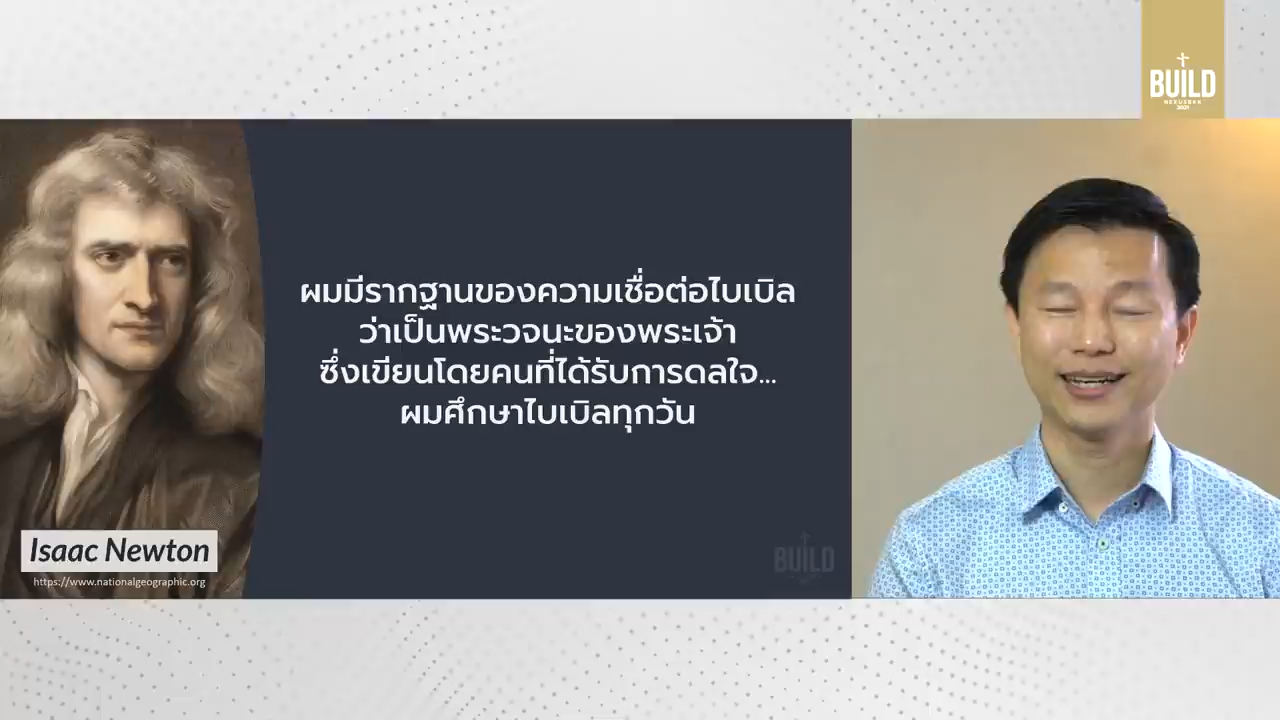 BUILD
NEXUSBKK
2021
ผมมีรากฐานของความเชื่อต่อไบเบิล
ว่าเป็นพระวจนะของพระเจ้า
ซึ่งเขียนโดยคนที่ได้รับการดลใจ...
ผมศึกษาไบเบิลทุกวัน
Isaac Newton
https://www.nationalgeographic.org
BUILD